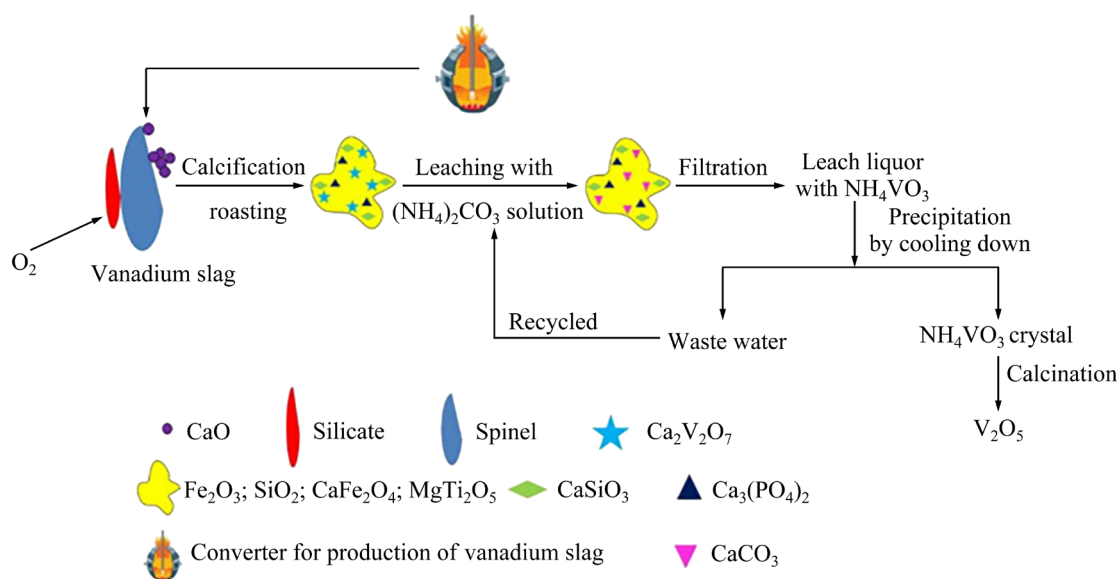 Calcification
roasting
Leaching with
(NH₄)₂CO₃ solution
Filtration
Leach liquor
with NH₄VO₃
Precipitation
by cooling down
O₂
Vanadium slag
Recycled
Waste water
NH₄VO₃ crystal
Calcination
V₂O₅
CaO
Silicate
Spinel
Ca₂V₂O₇
Fe₂O₃; SiO₂; CaFe₂O₄; MgTi₂O₅
CaSiO₃
Ca₃(PO₄)₂
Converter for production of vanadium slag
CaCO₃